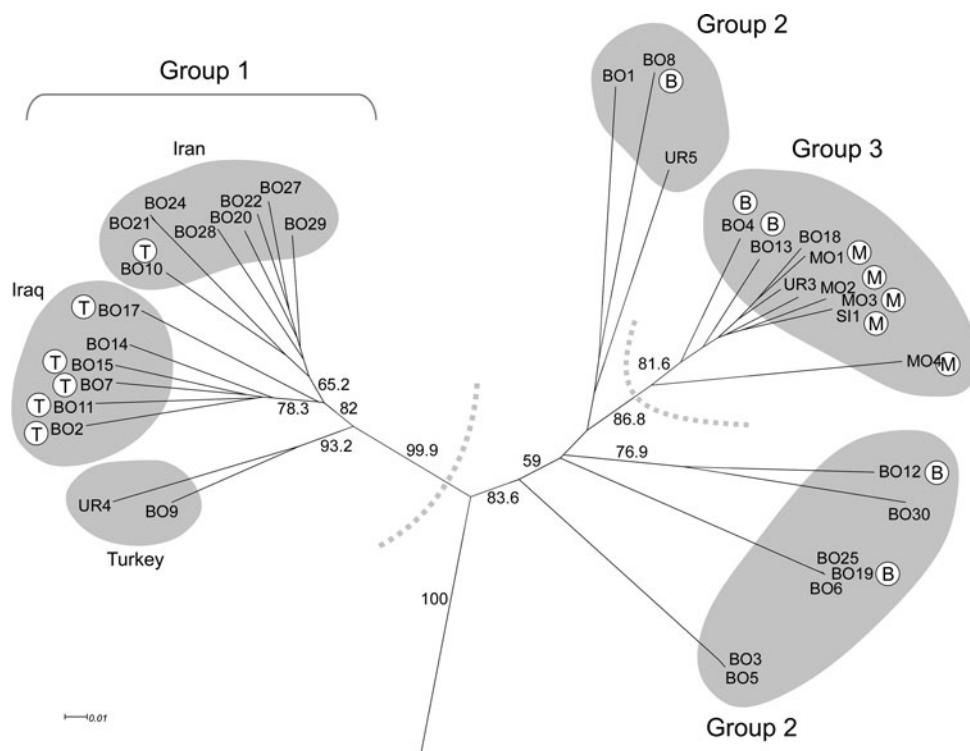 Group 2
BO8
BO1
B
Group 1
UR5
Group 3
Iran
BO27
BO24
BO22
BO21
BO20
BO29
BO28
T
BO10
B
BO4
B
BO13
BO18
MO1
M
M
UR3
MO2
MO3
M
SI1
M
MO4
M
Iraq
T
BO17
BO14
T
BO15
T
BO7
BO11
T
BO2
T
65.2
78.3
82
93.2
99.9
81.6
86.8
76.9
59
83.6
BO12
B
BO30
UR4
BO9
Turkey
BO25
BO19
B
BO6
100
BO3
BO5
Group 2
0.01